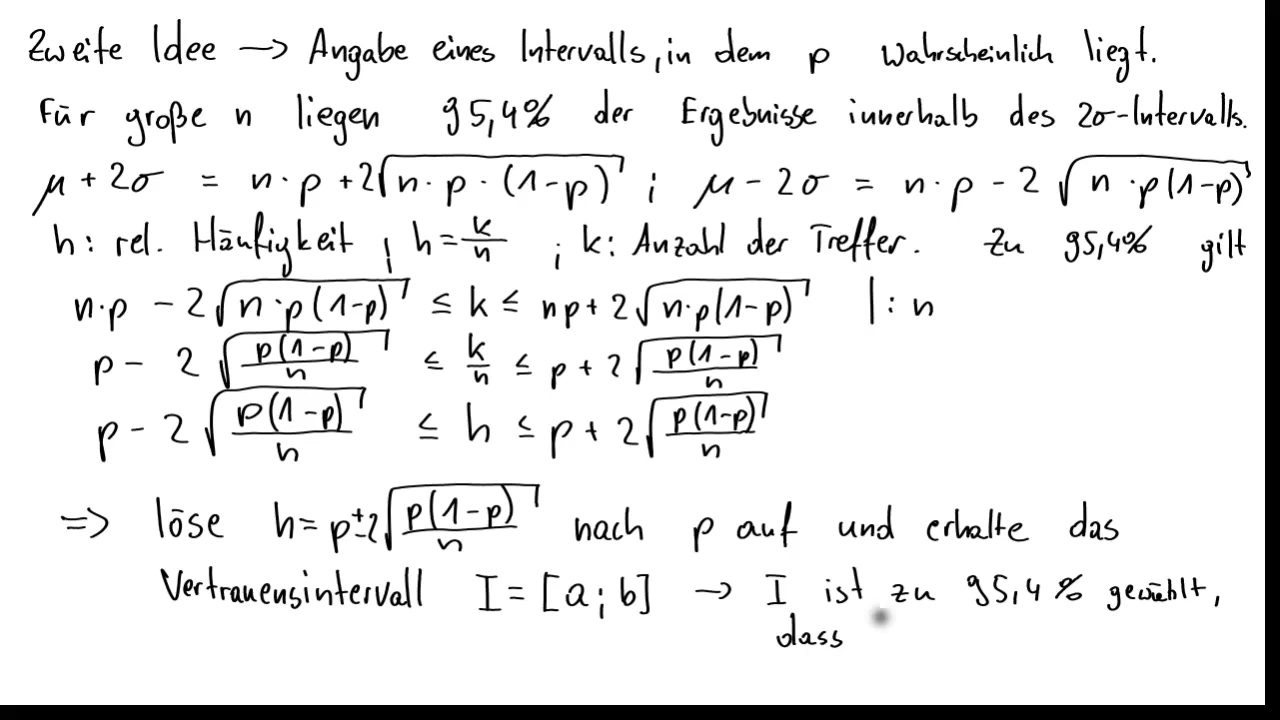 Zweite Idee → Angabe eines Intervalls, in dem p wahrscheinlich liegt.
Für große n liegen 95,4% der Ergebnisse innerhalb des 2σ-Intervalls.
μ + 2σ = n·p + 2√(n·p·(1-p)) ; μ - 2σ = n·p - 2√(n·p(1-p))
h: rel. Häufigkeit ; h = k/n ; k: Anzahl der Treffer. Zu 95,4% gilt
n·p - 2√(n·p(1-p)) ≤ k ≤ np + 2√(n·p(1-p)) |: n
p - 2√(p(1-p)/n) ≤ k/n ≤ p + 2√(p(1-p)/n)
p - 2√(p(1-p)/n) ≤ h ≤ p + 2√(p(1-p)/n)
=> löse h = p ± 2√(p(1-p)/n) nach p auf und erhalte das
Vertrauensintervall I = [a; b] → I ist zu 95,4% gewählt,
dass